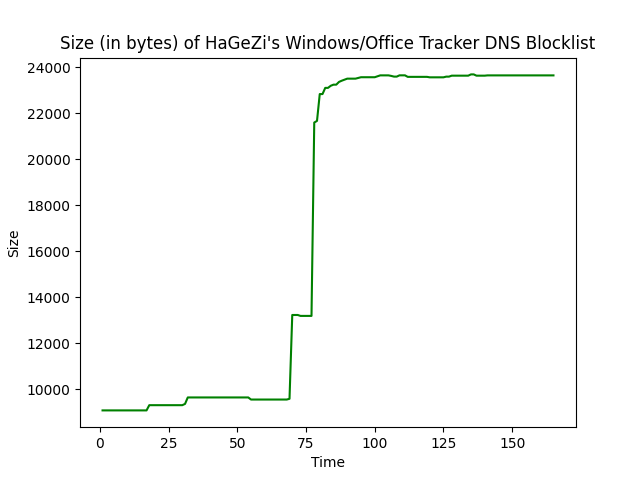 Size (in bytes) of HaGeZi's Windows/Office Tracker DNS Blocklist
24000
22000
20000
18000
16000
14000
12000
10000
Size
0 25 50 75 100 125 150
Time